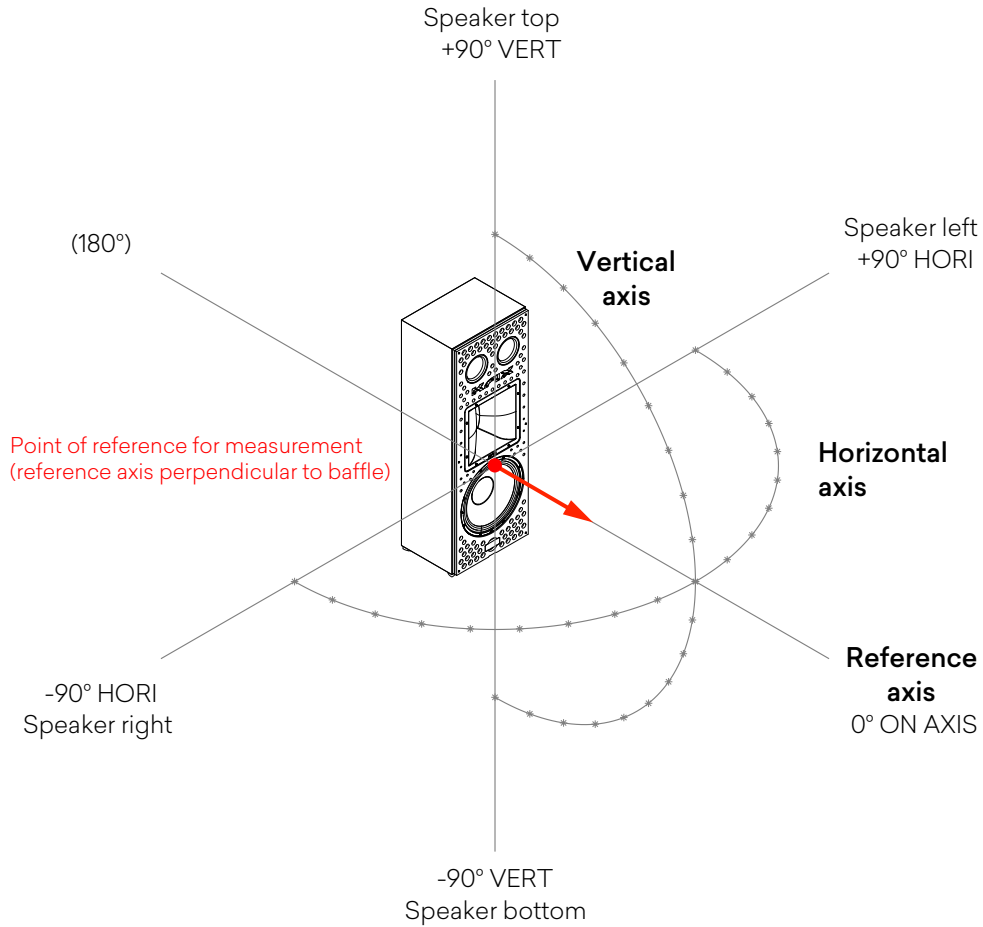 Speaker top
+90° VERT
Speaker left
+90° HORI
(180°)
Vertical
axis
Point of reference for measurement
(reference axis perpendicular to baffle)
Horizontal
axis
Reference
axis
0° ON AXIS
-90° HORI
Speaker right
-90° VERT
Speaker bottom